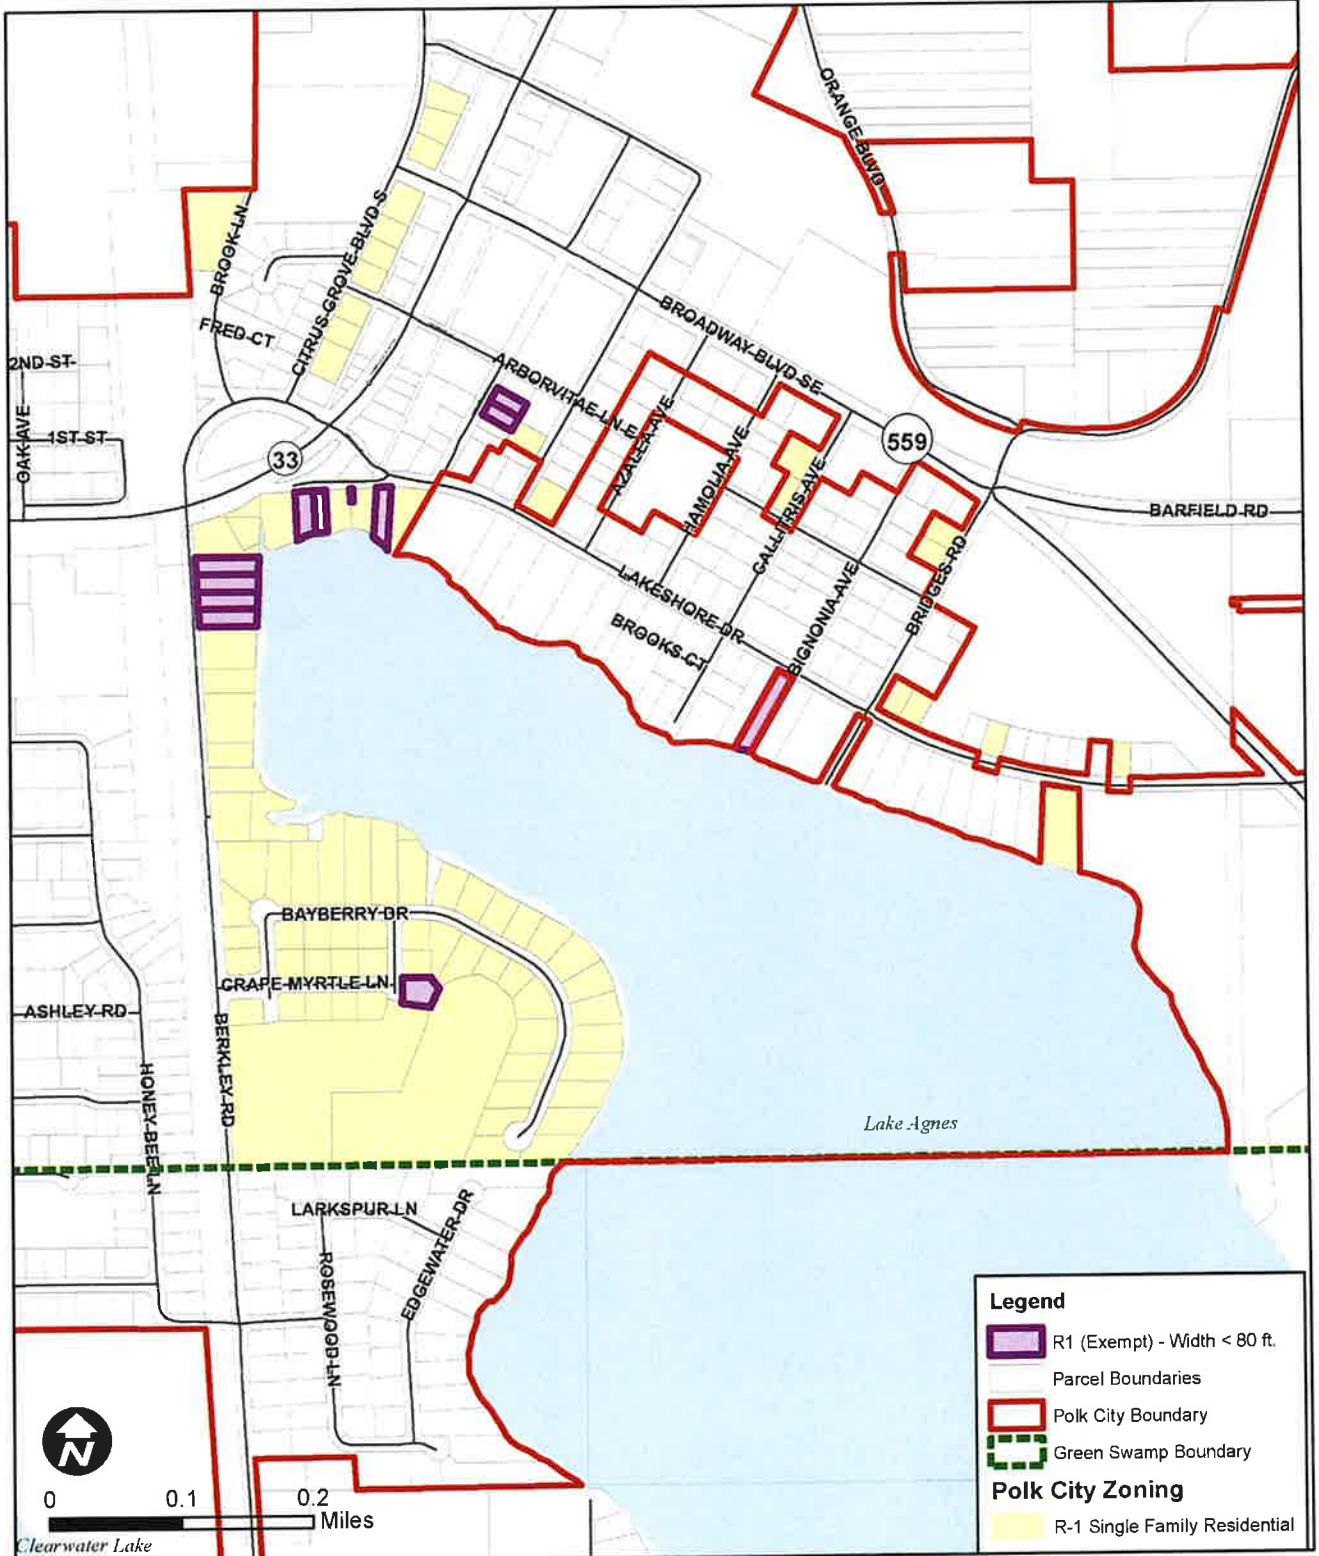 ORANGE BLVD
BROOK-LN
CITRUS-GROVE-BLVD-S
FRED-CT
2ND-ST-
OAK-AVE
1ST-ST
33
BROADWAY-BLVD-SE
ARBORVITAE-LN-E
AZALEA-AVE
HAMOLIA-AVE
CALLITRIS-AVE
559
BARFIELD-RD
LAKESHORE-DR
BROOKS-CT
BIGNONIA-AVE
BRIDGES-RD
BAYBERRY-DR
CRAPE-MYRTLE-LN
ASHLEY-RD
BERKLEY-RD
HONEY-BEE-LN
Lake Agnes
LARKSPUR-LN
ROSEWOOD-LN
EDGEWATER-DR
Legend
R1 (Exempt) - Width < 80 ft.
Parcel Boundaries
Polk City Boundary
Green Swamp Boundary
Polk City Zoning
R-1 Single Family Residential
N
0 0.1 0.2
Miles
Clearwater Lake